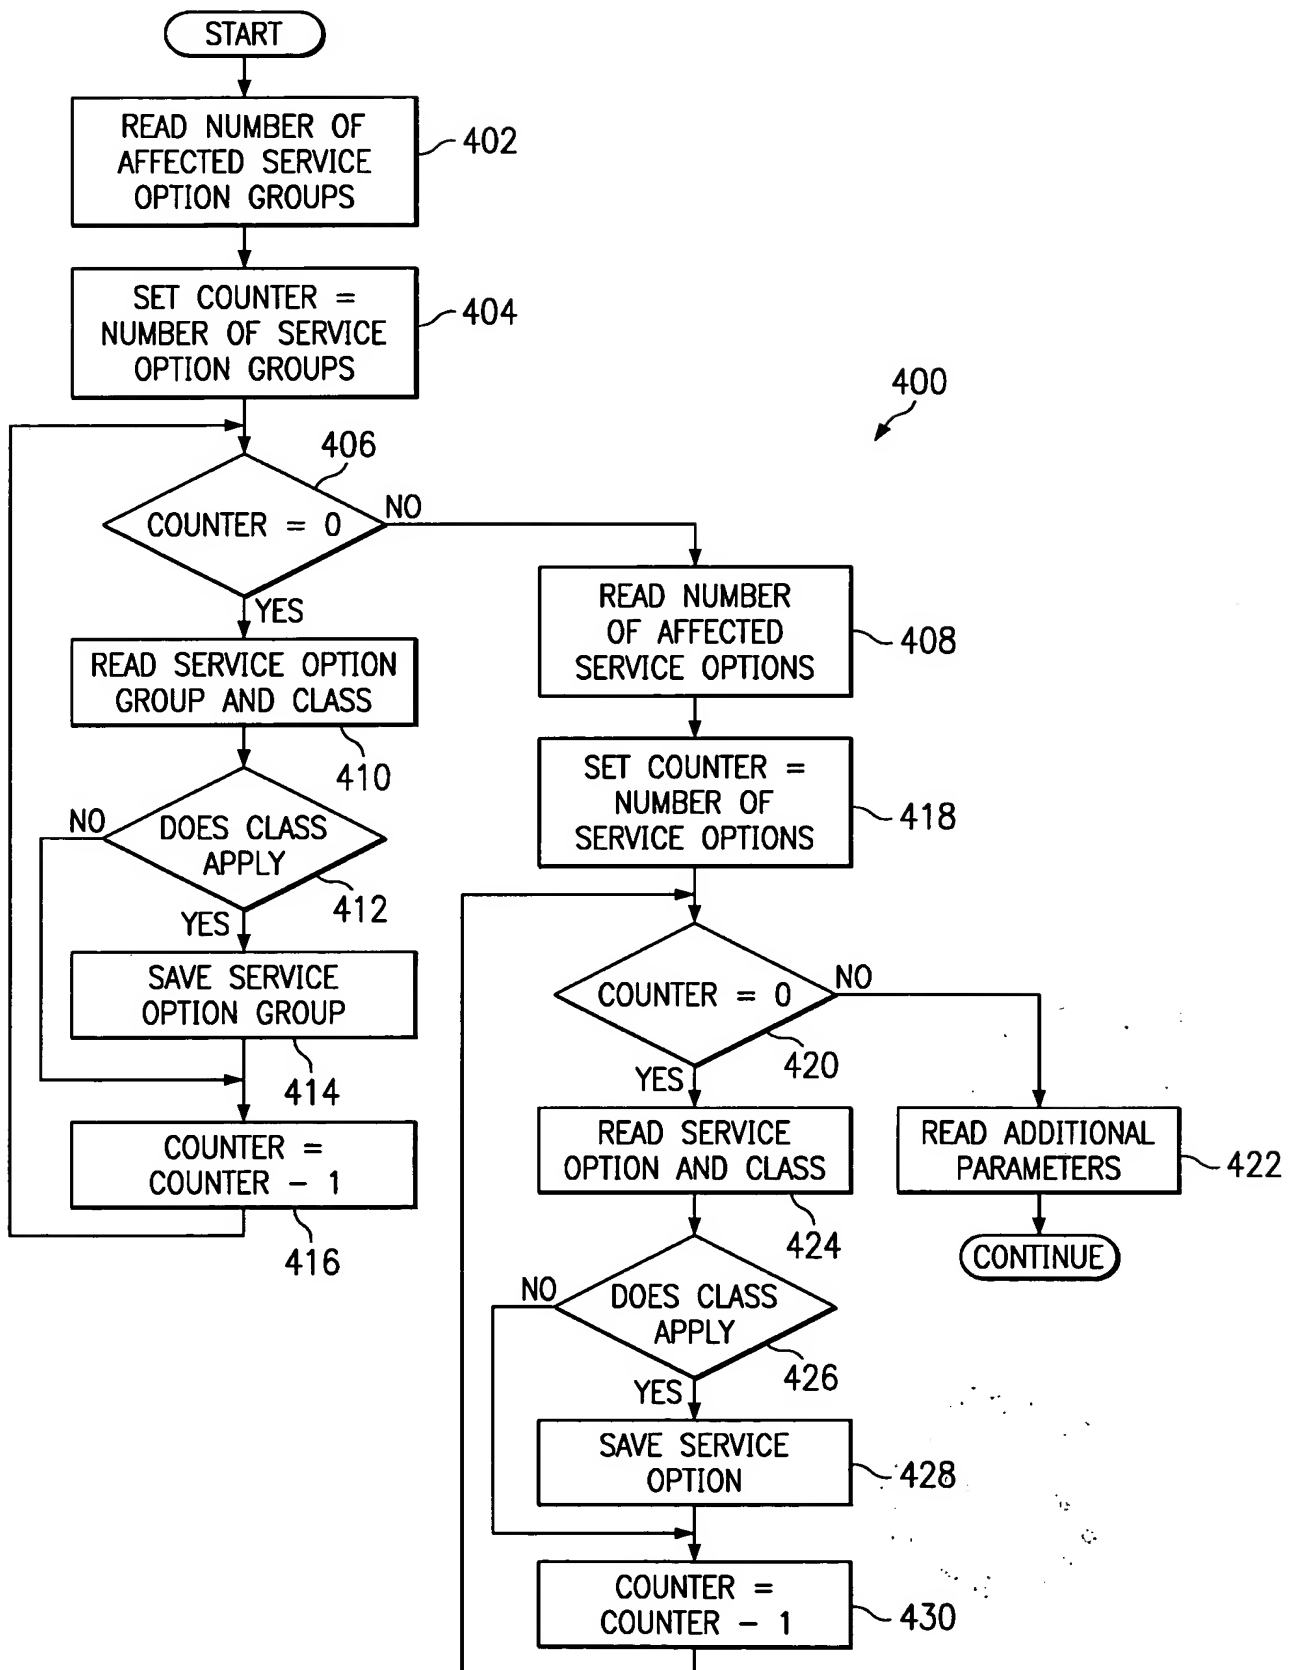 START
READ NUMBER OF
AFFECTED SERVICE
OPTION GROUPS
402
SET COUNTER =
NUMBER OF SERVICE
OPTION GROUPS
404
400
406
COUNTER = 0
NO
YES
READ SERVICE OPTION
GROUP AND CLASS
410
NO
DOES CLASS
APPLY
412
YES
SAVE SERVICE
OPTION GROUP
414
COUNTER =
COUNTER - 1
416
READ NUMBER
OF AFFECTED
SERVICE OPTIONS
408
SET COUNTER =
NUMBER OF
SERVICE OPTIONS
418
COUNTER = 0
NO
420
YES
READ SERVICE
OPTION AND CLASS
424
READ ADDITIONAL
PARAMETERS
422
CONTINUE
NO
DOES CLASS
APPLY
426
YES
SAVE SERVICE
OPTION
428
COUNTER =
COUNTER - 1
430